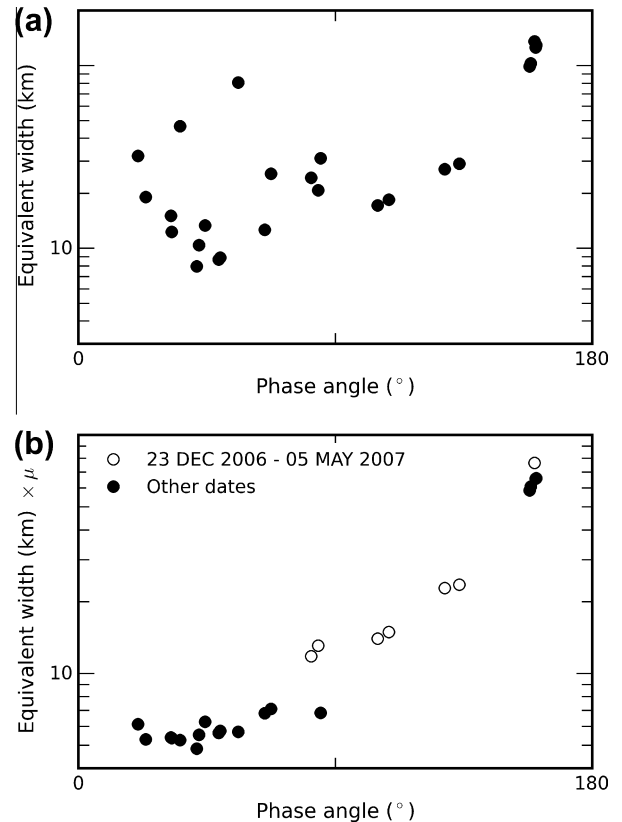 (a)
Equivalent width (km)
10
0
180
Phase angle (°)
(b)
Equivalent width (km) × μ
23 DEC 2006 - 05 MAY 2007
Other dates
10
0
180
Phase angle (°)